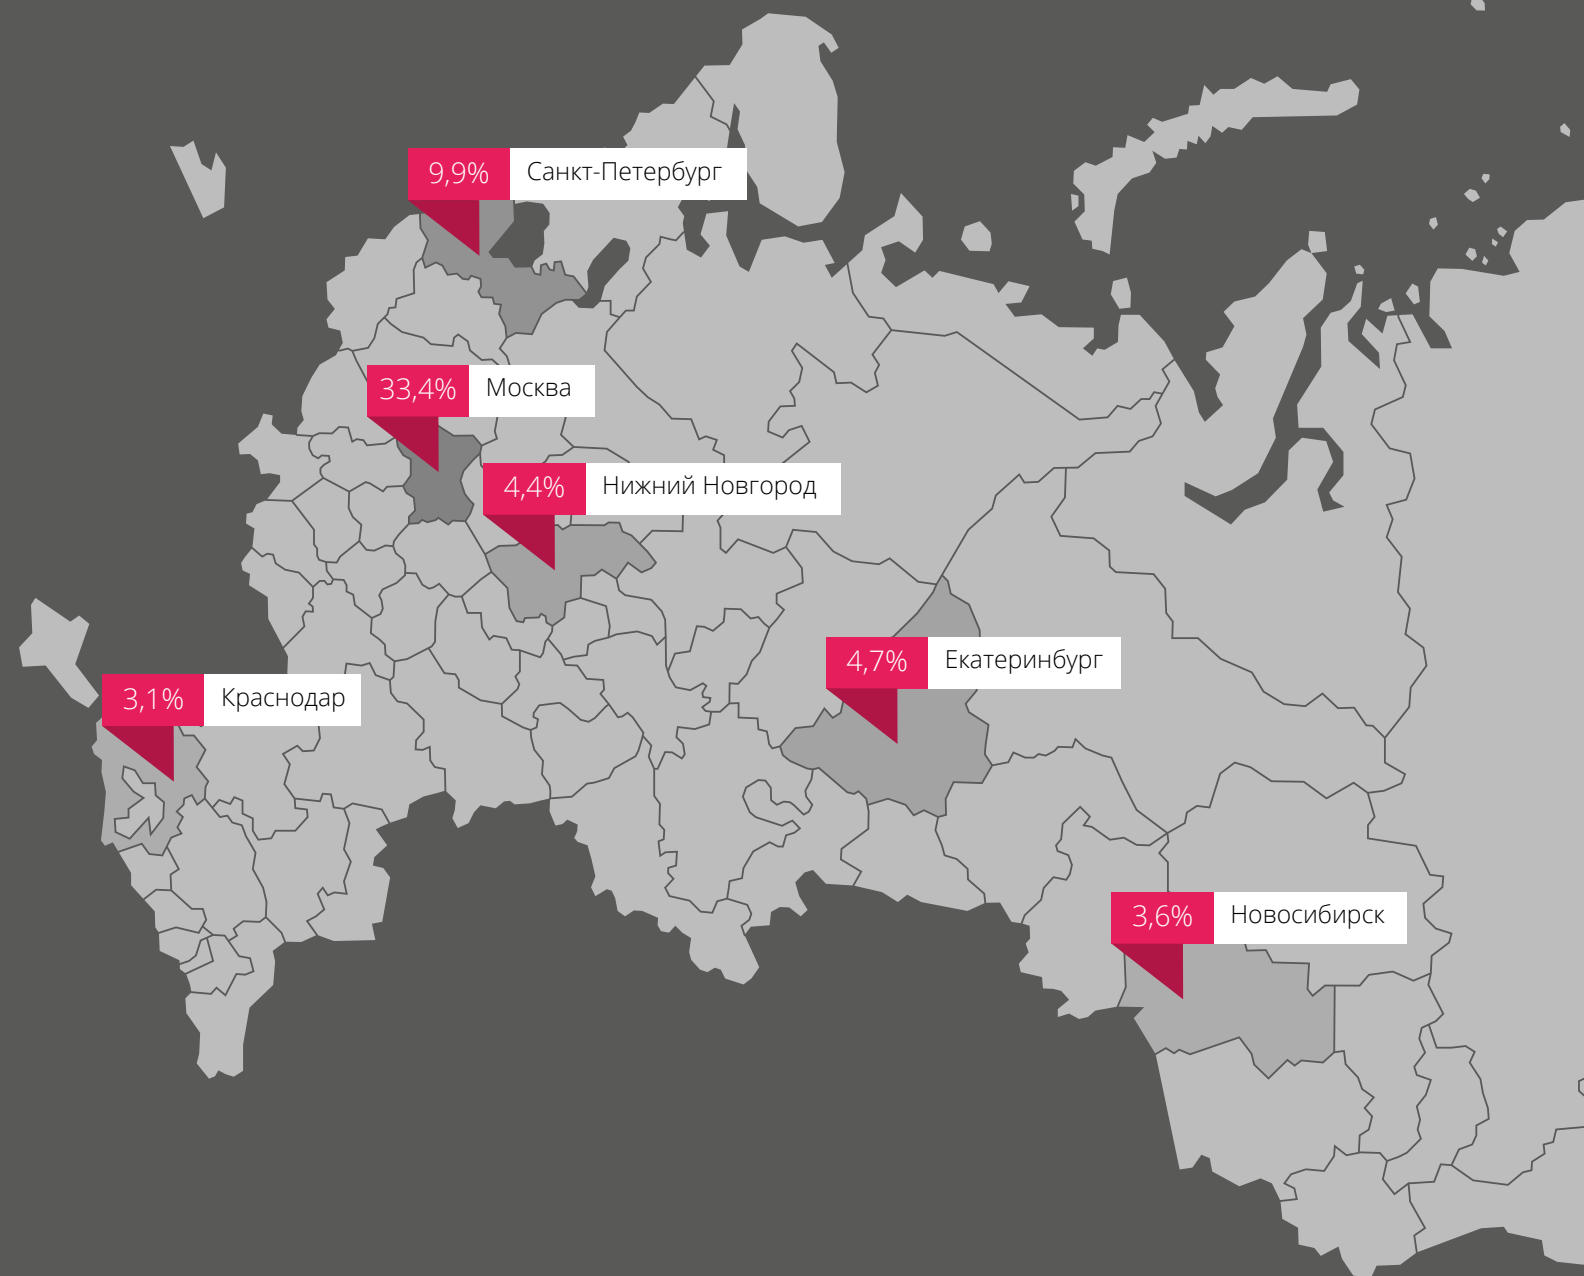 9,9% Санкт-Петербург
33,4% Москва
4,4% Нижний Новгород
4,7% Екатеринбург
3,1% Краснодар
3,6% Новосибирск